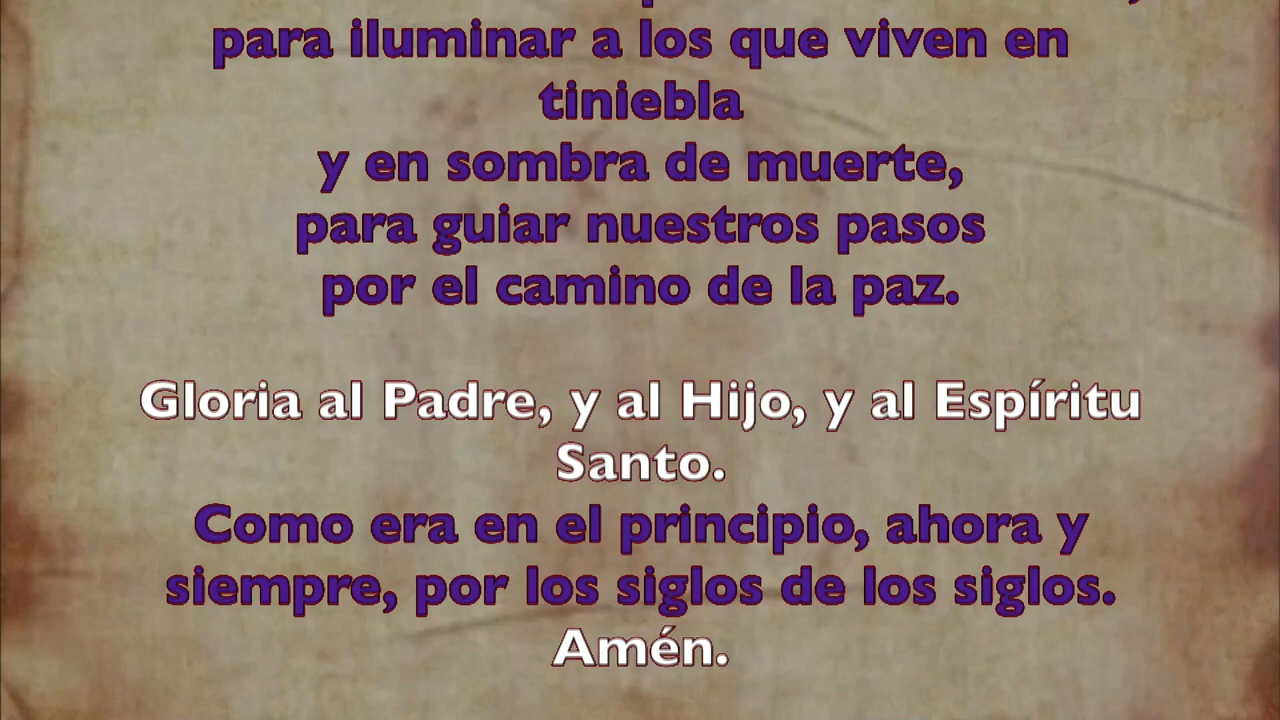 para iluminar a los que viven en
tiniebla
y en sombra de muerte,
para guiar nuestros pasos
por el camino de la paz.
Gloria al Padre, y al Hijo, y al Espíritu
Santo.
Como era en el principio, ahora y
siempre, por los siglos de los siglos.
Amén.